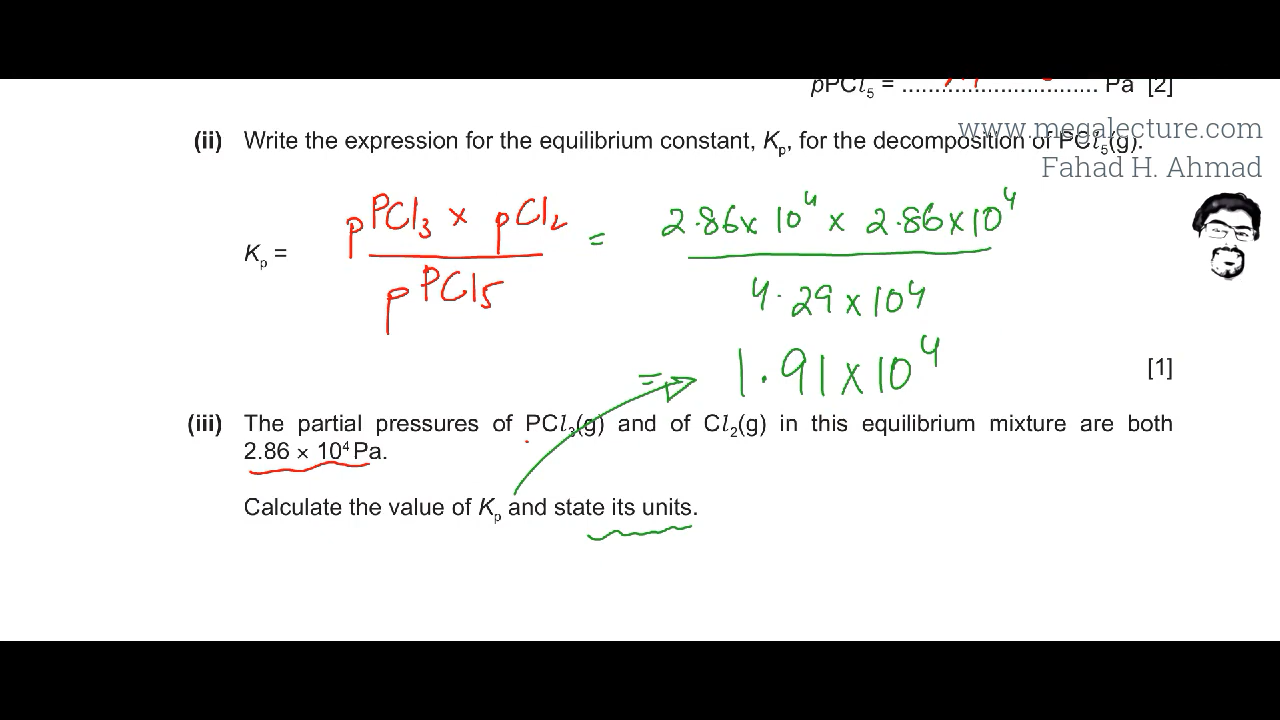 pPCl5 = .............................. Pa [2]
www.megalecture.com
(ii) Write the expression for the equilibrium constant, Kp, for the decomposition of PCl5(g).
Fahad H. Ahmad
pPCl3 x pCl2 = 2.86x 10^4 x 2.86x10^4
Kp =
pPCl5 4.29 x 10^4
= 1.91x10^4
[1]
(iii) The partial pressures of PCl3(g) and of Cl2(g) in this equilibrium mixture are both
2.86 × 10^4 Pa.
Calculate the value of Kp and state its units.